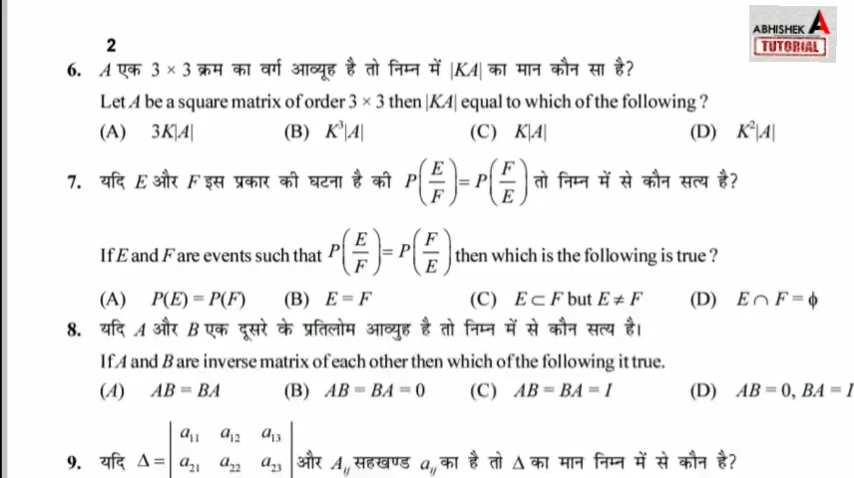 ABHISHEK A
TUTORIAL
2
6. A एक 3 × 3 क्रम का वर्ग आव्यूह है तो निम्न में |KA| का मान कौन सा है?
Let A be a square matrix of order 3 × 3 then |KA| equal to which of the following ?
(A) 3K|A| (B) K³|A| (C) K|A| (D) K²|A|
7. यदि E और F इस प्रकार की घटना है की P(E/F) = P(F/E) तो निम्न में से कौन सत्य है?
If E and F are events such that P(E/F) = P(F/E) then which is the following is true ?
(A) P(E) = P(F) (B) E = F (C) E ⊂ F but E ≠ F (D) E ∩ F = ϕ
8. यदि A और B एक दूसरे के प्रतिलोम आव्युह है तो निम्न में से कौन सत्य है।
If A and B are inverse matrix of each other then which of the following it true.
(A) AB = BA (B) AB = BA = 0 (C) AB = BA = I (D) AB = 0, BA = I
a₁₁ a₁₂ a₁₃
9. यदि Δ = | a₂₁ a₂₂ a₂₃ | और Aᵢⱼ सहखण्ड aᵢⱼ का है तो Δ का मान निम्न में से कौन है?